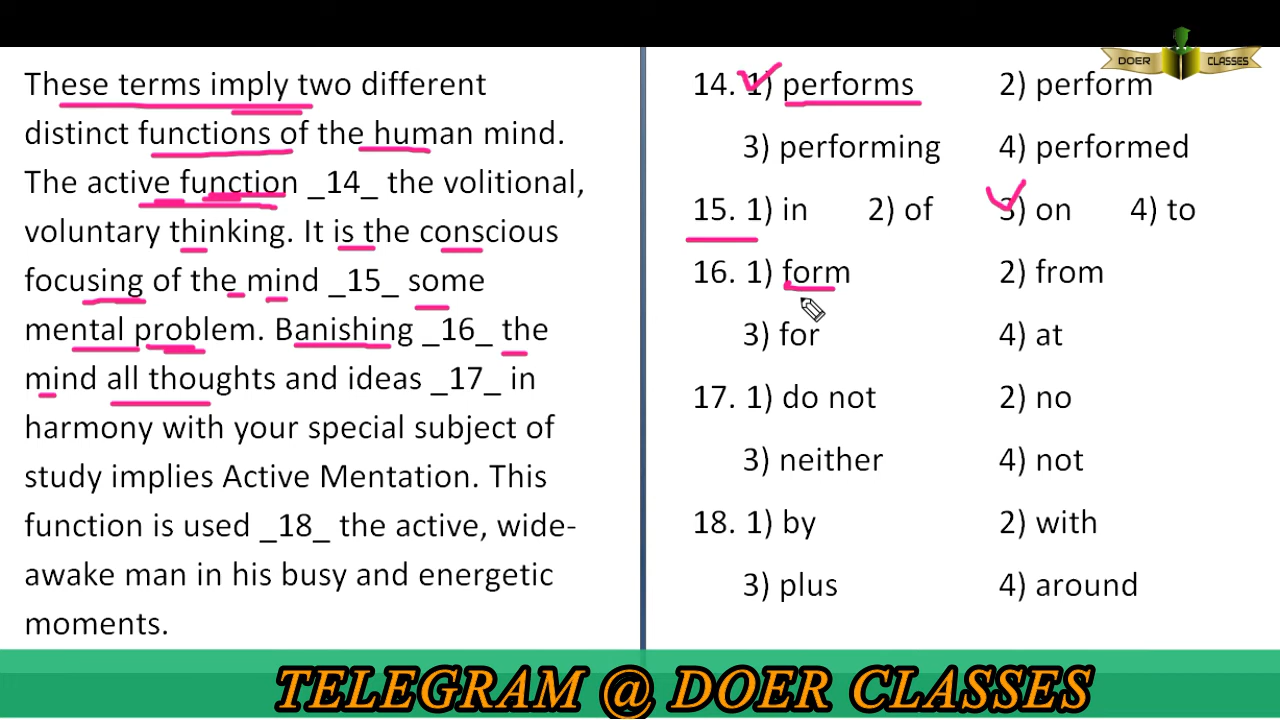 DOER CLASSES
These terms imply two different
distinct functions of the human mind.
The active function _14_ the volitional,
voluntary thinking. It is the conscious
focusing of the mind _15_ some
mental problem. Banishing _16_ the
mind all thoughts and ideas _17_ in
harmony with your special subject of
study implies Active Mentation. This
function is used _18_ the active, wide-
awake man in his busy and energetic
moments.
14. 1) performs 2) perform
3) performing 4) performed
15. 1) in 2) of 3) on 4) to
16. 1) form 2) from
3) for 4) at
17. 1) do not 2) no
3) neither 4) not
18. 1) by 2) with
3) plus 4) around
TELEGRAM @ DOER CLASSES